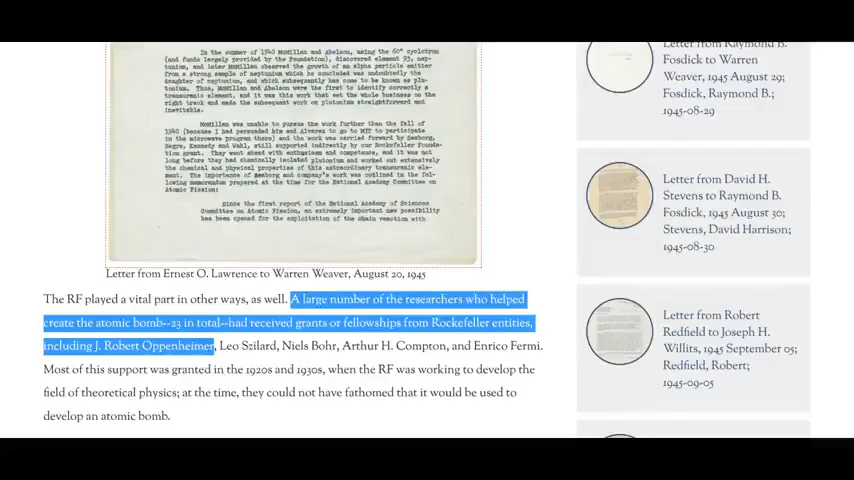 In the summer of 1940 McMillan and Abelson, using the 60" cyclotron
(and funds largely provided by the Foundation), discovered element 93, nep-
tunium, and later McMillan observed the growth of an alpha particle emitter
from a strong sample of neptunium which he concluded was undoubtedly the
daughter of neptunium, and which subsequently has come to be known as plu-
tonium. Thus, McMillan and Abelson were the first to identify correctly a
transuranic element, and it was this work that set the whole business on the
right track and made the subsequent work on plutonium straightforward and
inevitable.
McMillan was unable to pursue the work further than the fall of
1940 (because I had persuaded him and Alvarez to go to MIT to participate
in the microwave program there) and the work was carried forward by Seaborg,
Segre, Kennedy and Wahl, still supported indirectly by our Rockefeller Founda-
tion grant. They went ahead with enthusiasm and competence, and it was not
long before they had chemically isolated plutonium and worked out extensively
the chemical and physical properties of this extraordinary transuranic ele-
ment. The importance of Seaborg and company's work was outlined in the fol-
lowing memorandum prepared at the time for the National Academy Committee on
Atomic Fission:
Since the first report of the National Academy of Sciences
Committee on Atomic Fission, an extremely important new possibility
has been opened for the exploitation of the chain reaction with
Letter from Ernest O. Lawrence to Warren Weaver, August 20, 1945
The RF played a vital part in other ways, as well. A large number of the researchers who helped
create the atomic bomb--23 in total--had received grants or fellowships from Rockefeller entities,
including J. Robert Oppenheimer, Leo Szilard, Niels Bohr, Arthur H. Compton, and Enrico Fermi.
Most of this support was granted in the 1920s and 1930s, when the RF was working to develop the
field of theoretical physics; at the time, they could not have fathomed that it would be used to
develop an atomic bomb.
Letter from Raymond B.
Fosdick to Warren
Weaver, 1945 August 29;
Fosdick, Raymond B.;
1945-08-29
Letter from David H.
Stevens to Raymond B.
Fosdick, 1945 August 30;
Stevens, David Harrison;
1945-08-30
Letter from Robert
Redfield to Joseph H.
Willits, 1945 September 05;
Redfield, Robert;
1945-09-05